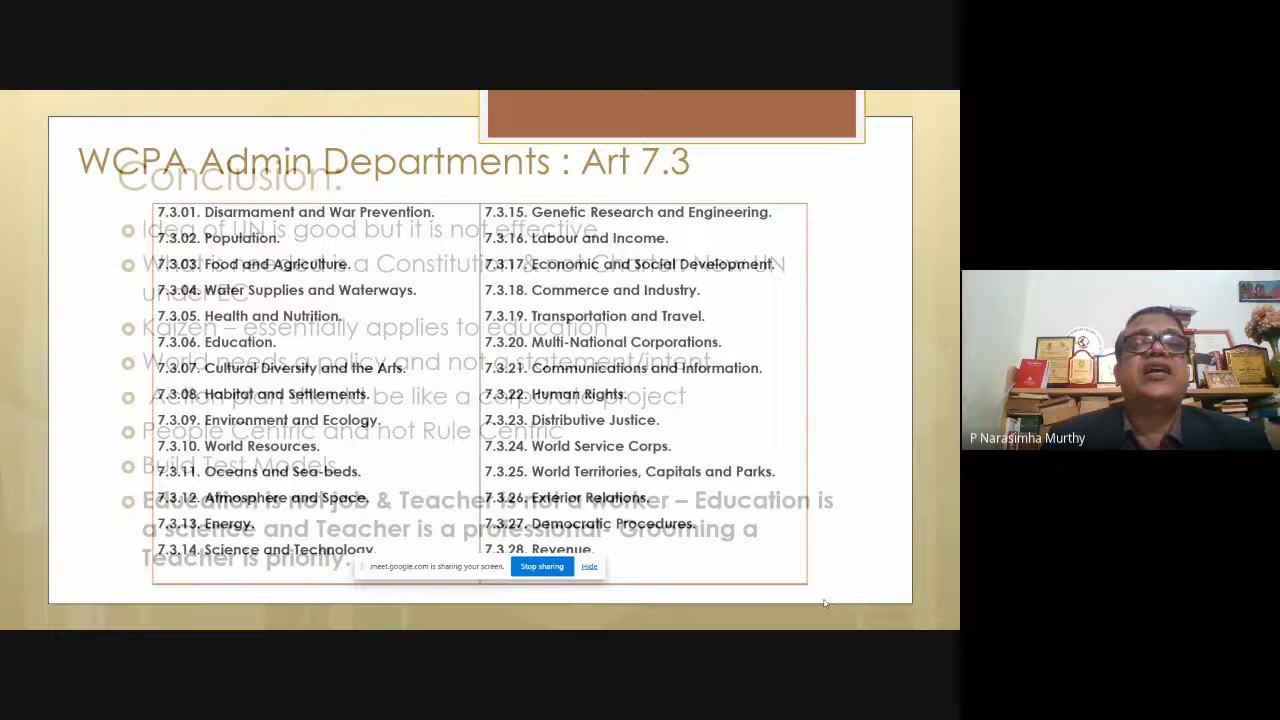 WCPA Admin Departments : Art 7.3
Conclusion:
7.3.01. Disarmament and War Prevention.
7.3.02. Population.
7.3.03. Food and Agriculture.
7.3.04. Water Supplies and Waterways.
7.3.05. Health and Nutrition.
7.3.06. Education.
7.3.07. Cultural Diversity and the Arts.
7.3.08. Habitat and Settlements.
7.3.09. Environment and Ecology.
7.3.10. World Resources.
7.3.11. Oceans and Sea-beds.
7.3.12. Atmosphere and Space.
7.3.13. Energy.
7.3.14. Science and Technology.
7.3.15. Genetic Research and Engineering.
7.3.16. Labour and Income.
7.3.17. Economic and Social Development.
7.3.18. Commerce and Industry.
7.3.19. Transportation and Travel.
7.3.20. Multi-National Corporations.
7.3.21. Communications and Information.
7.3.22. Human Rights.
7.3.23. Distributive Justice.
7.3.24. World Service Corps.
7.3.25. World Territories, Capitals and Parks.
7.3.26. Exterior Relations.
7.3.27. Democratic Procedures.
7.3.28. Revenue.
Idea of UN is good but it is not effective
is a Constitution & not Charter UN
under EC
Kaizen – essentially applies to education
World needs a policy and not a statement/intent
Action plan should be like a corporate project
People Centric and not Rule Centric
Build Test Models
Education is not job & Teacher is not a worker – Education is
a science and Teacher is a professional- Grooming a
Teacher is priority.
meet.google.com is sharing your screen. Stop sharing Hide
P Narasimha Murthy